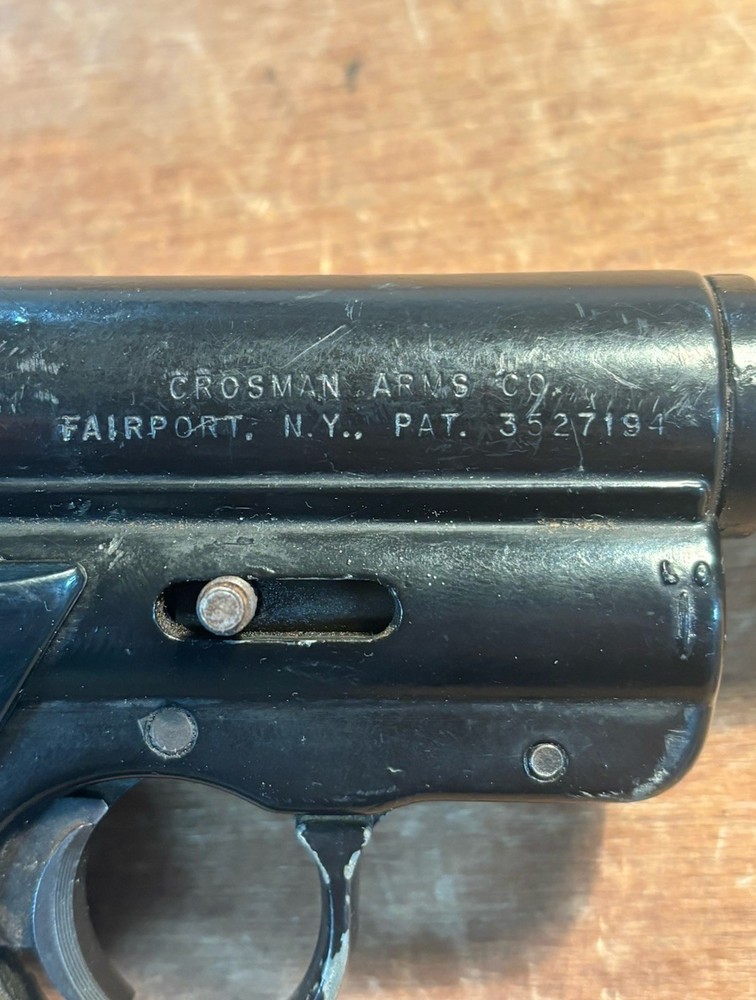 CROSMAN ARMS CO.
FAIRPORT, N.Y., PAT. 3527194